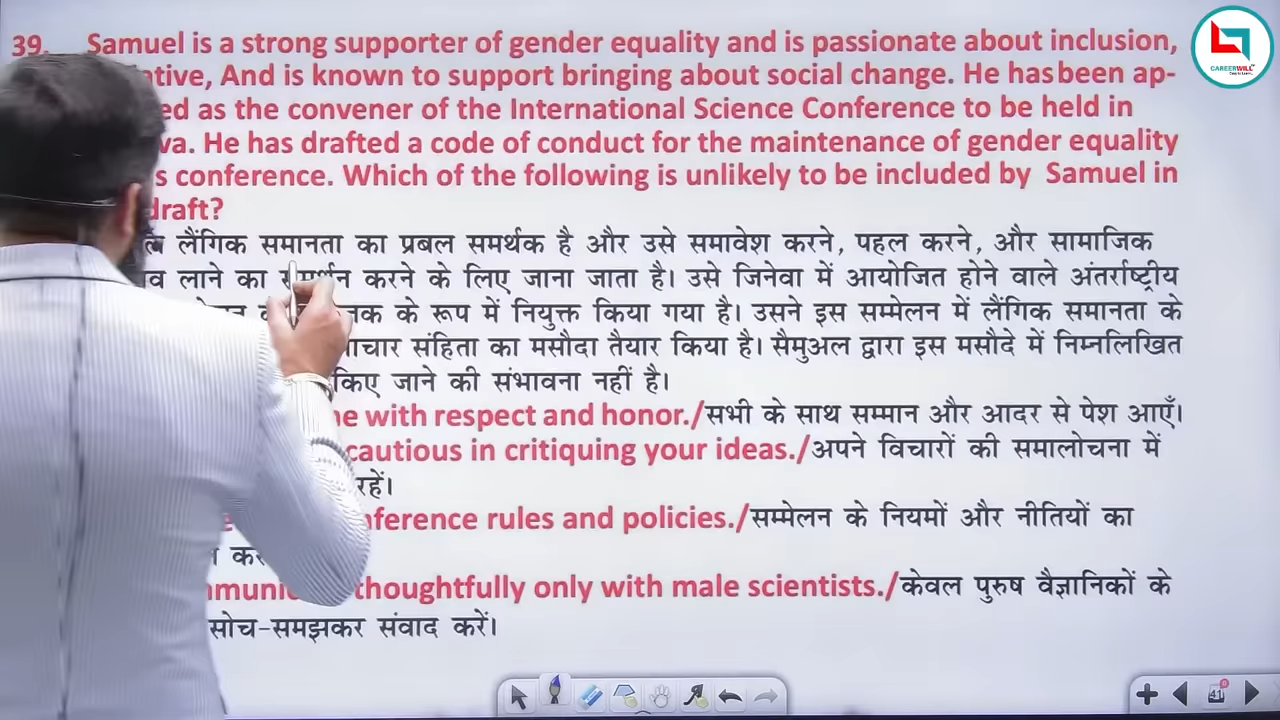 39. Samuel is a strong supporter of gender equality and is passionate about inclusion,
And is known to support bringing about social change. He has been ap-
as the convener of the International Science Conference to be held in
He has drafted a code of conduct for the maintenance of gender equality
conference. Which of the following is unlikely to be included by Samuel in
draft?
लैंगिक समानता का प्रबल समर्थक है और उसे समावेश करने, पहल करने, और सामाजिक
लाने का समर्थन करने के लिए जाना जाता है। उसे जिनेवा में आयोजित होने वाले अंतर्राष्ट्रीय
के रूप में नियुक्त किया गया है। उसने इस सम्मेलन में लैंगिक समानता के
संहिता का मसौदा तैयार किया है। सैमुअल द्वारा इस मसौदे में निम्नलिखित
किए जाने की संभावना नहीं है।
with respect and honor./सभी के साथ सम्मान और आदर से पेश आएँ।
cautious in critiquing your ideas./अपने विचारों की समालोचना में
रहें।
rules and policies./सम्मेलन के नियमों और नीतियों का
thoughtfully only with male scientists./केवल पुरुष वैज्ञानिकों के
सोच-समझकर संवाद करें।
CAREERWILL
41